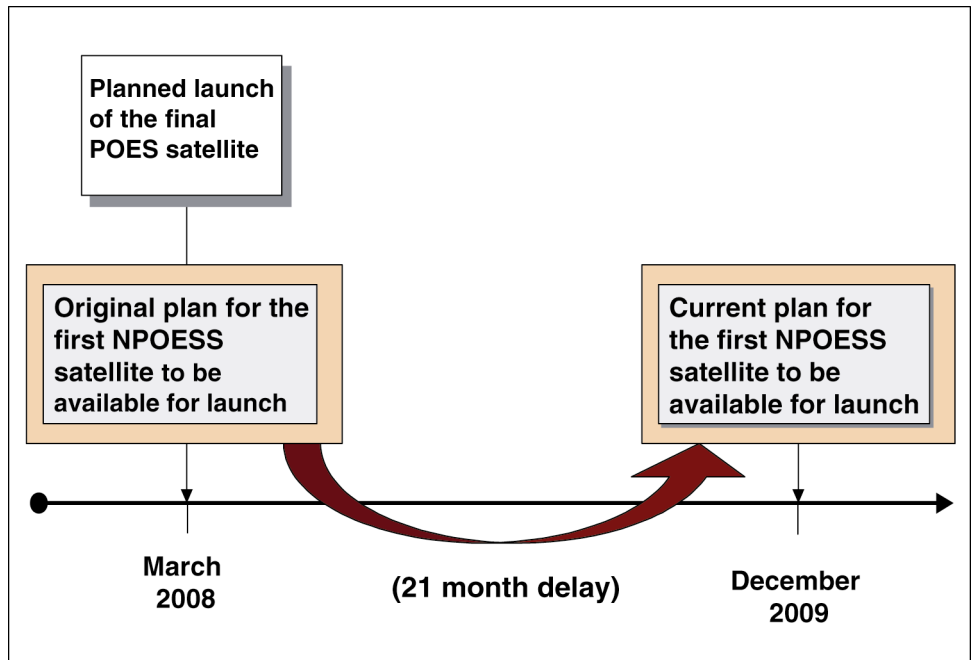 Planned launch
of the final
POES satellite
Original plan for the
first NPOESS
satellite to be
available for launch
Current plan for
the first NPOESS
satellite to be
available for launch
March
2008
(21 month delay)
December
2009